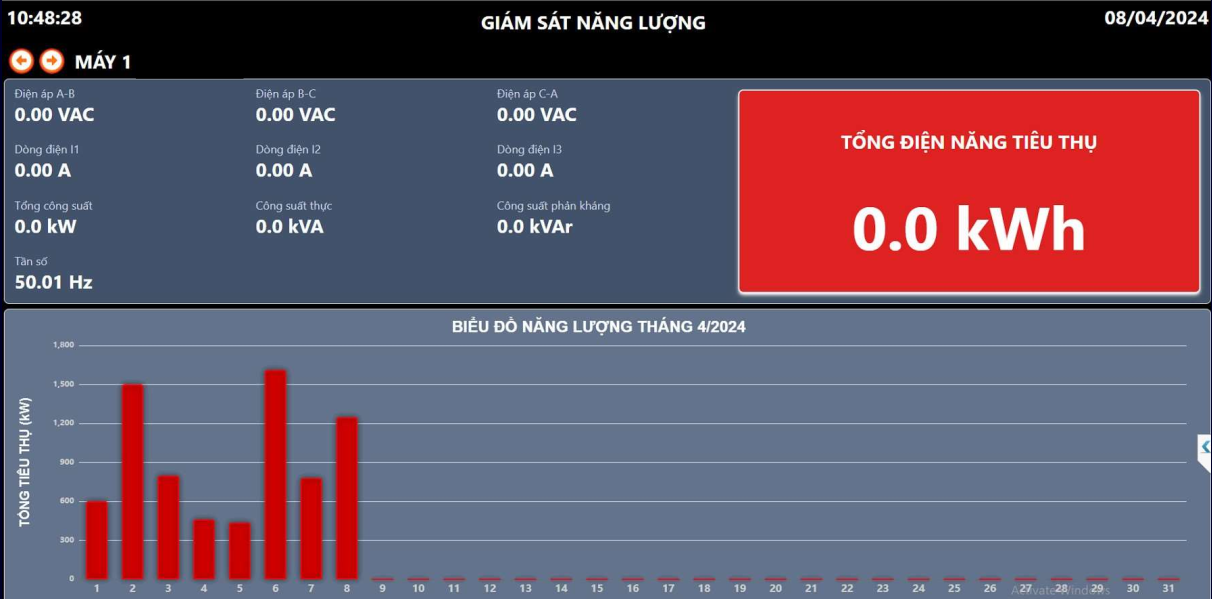 10:48:28
GIÁM SÁT NĂNG LƯỢNG
08/04/2024
MÁY 1
Điện áp A-B
Điện áp B-C
Điện áp C-A
0.00 VAC
0.00 VAC
0.00 VAC
Dòng điện I1
Dòng điện I2
Dòng điện I3
0.00 A
0.00 A
0.00 A
Tổng công suất
Công suất thực
Công suất phản kháng
0.0 kW
0.0 kVA
0.0 kVAr
Tần số
50.01 Hz
TỔNG ĐIỆN NĂNG TIÊU THỤ
0.0 kWh
BIỂU ĐỒ NĂNG LƯỢNG THÁNG 4/2024
TỔNG TIÊU THỤ (kW)
1,800
1,500
1,200
900
600
300
0
1 2 3 4 5 6 7 8 9 10 11 12 13 14 15 16 17 18 19 20 21 22 23 24 25 26 27 28 29 30 31
Activate Windows